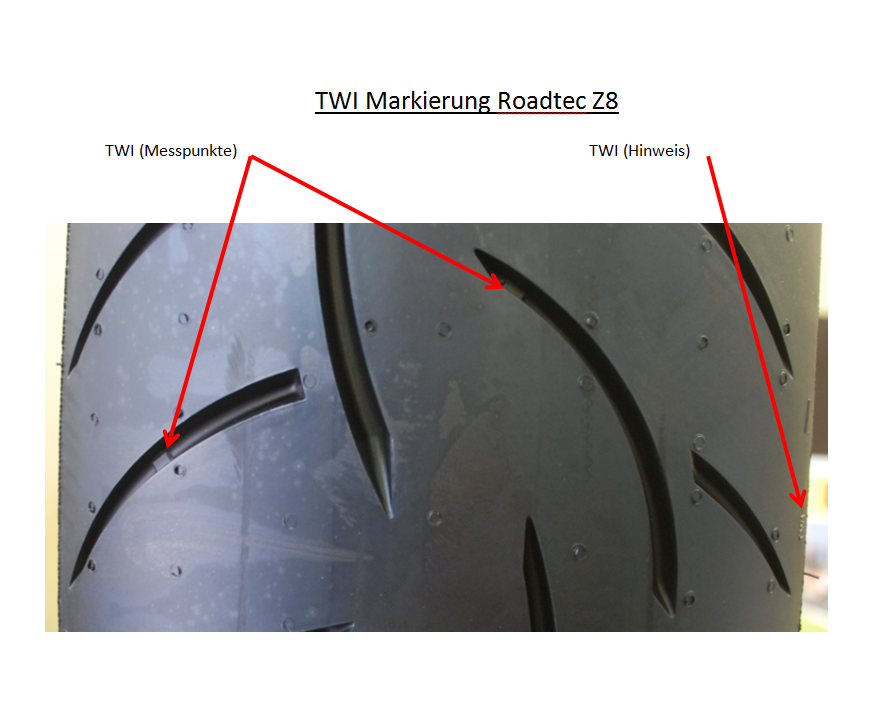 TWI Markierung Roadtec Z8
TWI (Messpunkte)
TWI (Hinweis)